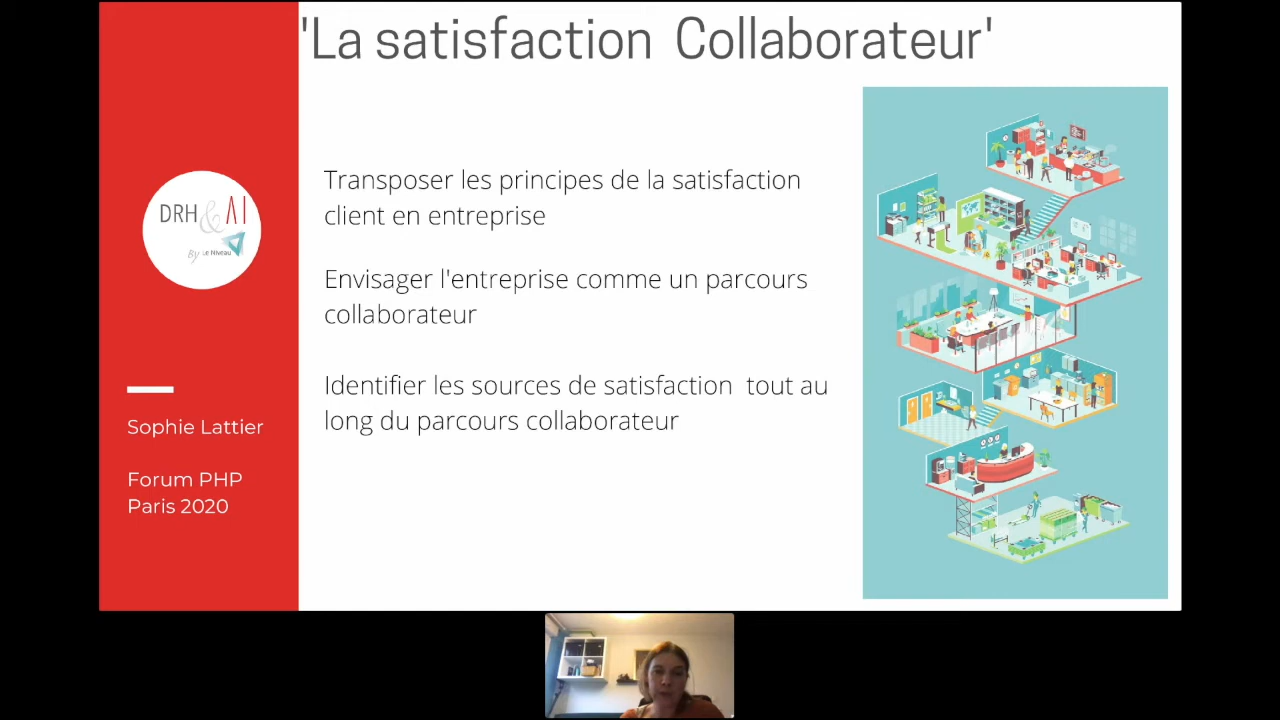 'La satisfaction Collaborateur'
DRH & AI
By Le Niveau
Sophie Lattier
Forum PHP
Paris 2020
Transposer les principes de la satisfaction
client en entreprise
Envisager l'entreprise comme un parcours
collaborateur
Identifier les sources de satisfaction tout au
long du parcours collaborateur